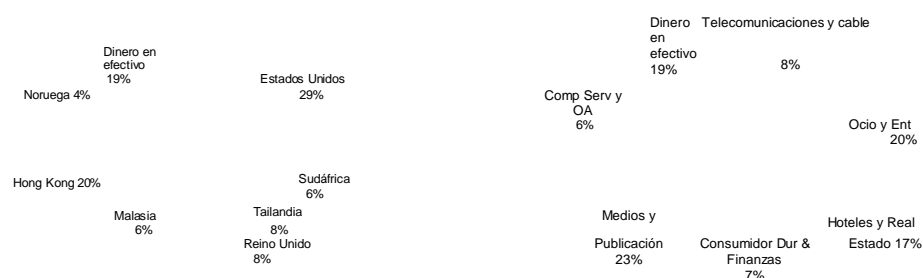 Dinero en
efectivo
19%
Noruega 4%
Estados Unidos
29%
Hong Kong 20%
Sudáfrica
6%
Malasia
6%
Tailandia
8%
Reino Unido
8%
Dinero
en
efectivo
19%
Telecomunicaciones y cable
8%
Comp Serv y
OA
6%
Ocio y Ent
20%
Medios y
Publicación
23%
Consumidor Dur &
Finanzas
7%
Hoteles y Real
Estado 17%